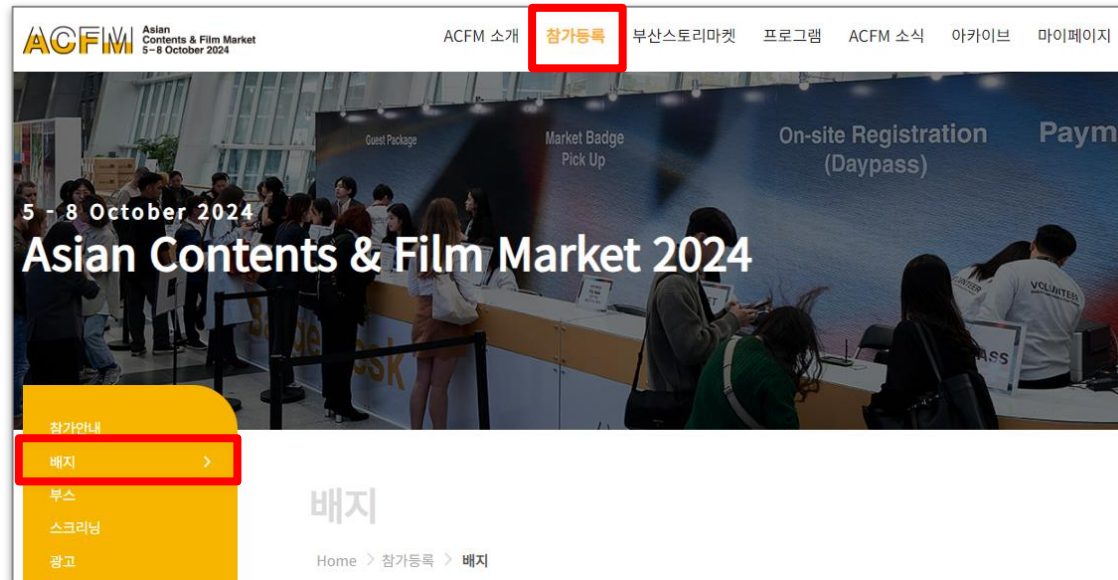 ACFM
Asian
Contents & Film Market
5–8 October 2024
ACFM 소개 참가등록 부산스토리마켓 프로그램 ACFM 소식 아카이브 마이페이지
Guest Package
Market Badge
Pick Up
On-site Registration
(Daypass)
Paym
5 - 8 October 2024
Asian Contents & Film Market 2024
VOLUNTEER
VOLUNTEER
참가안내
배지 >
부스
스크리닝
광고
배지
Home > 참가등록 > 배지